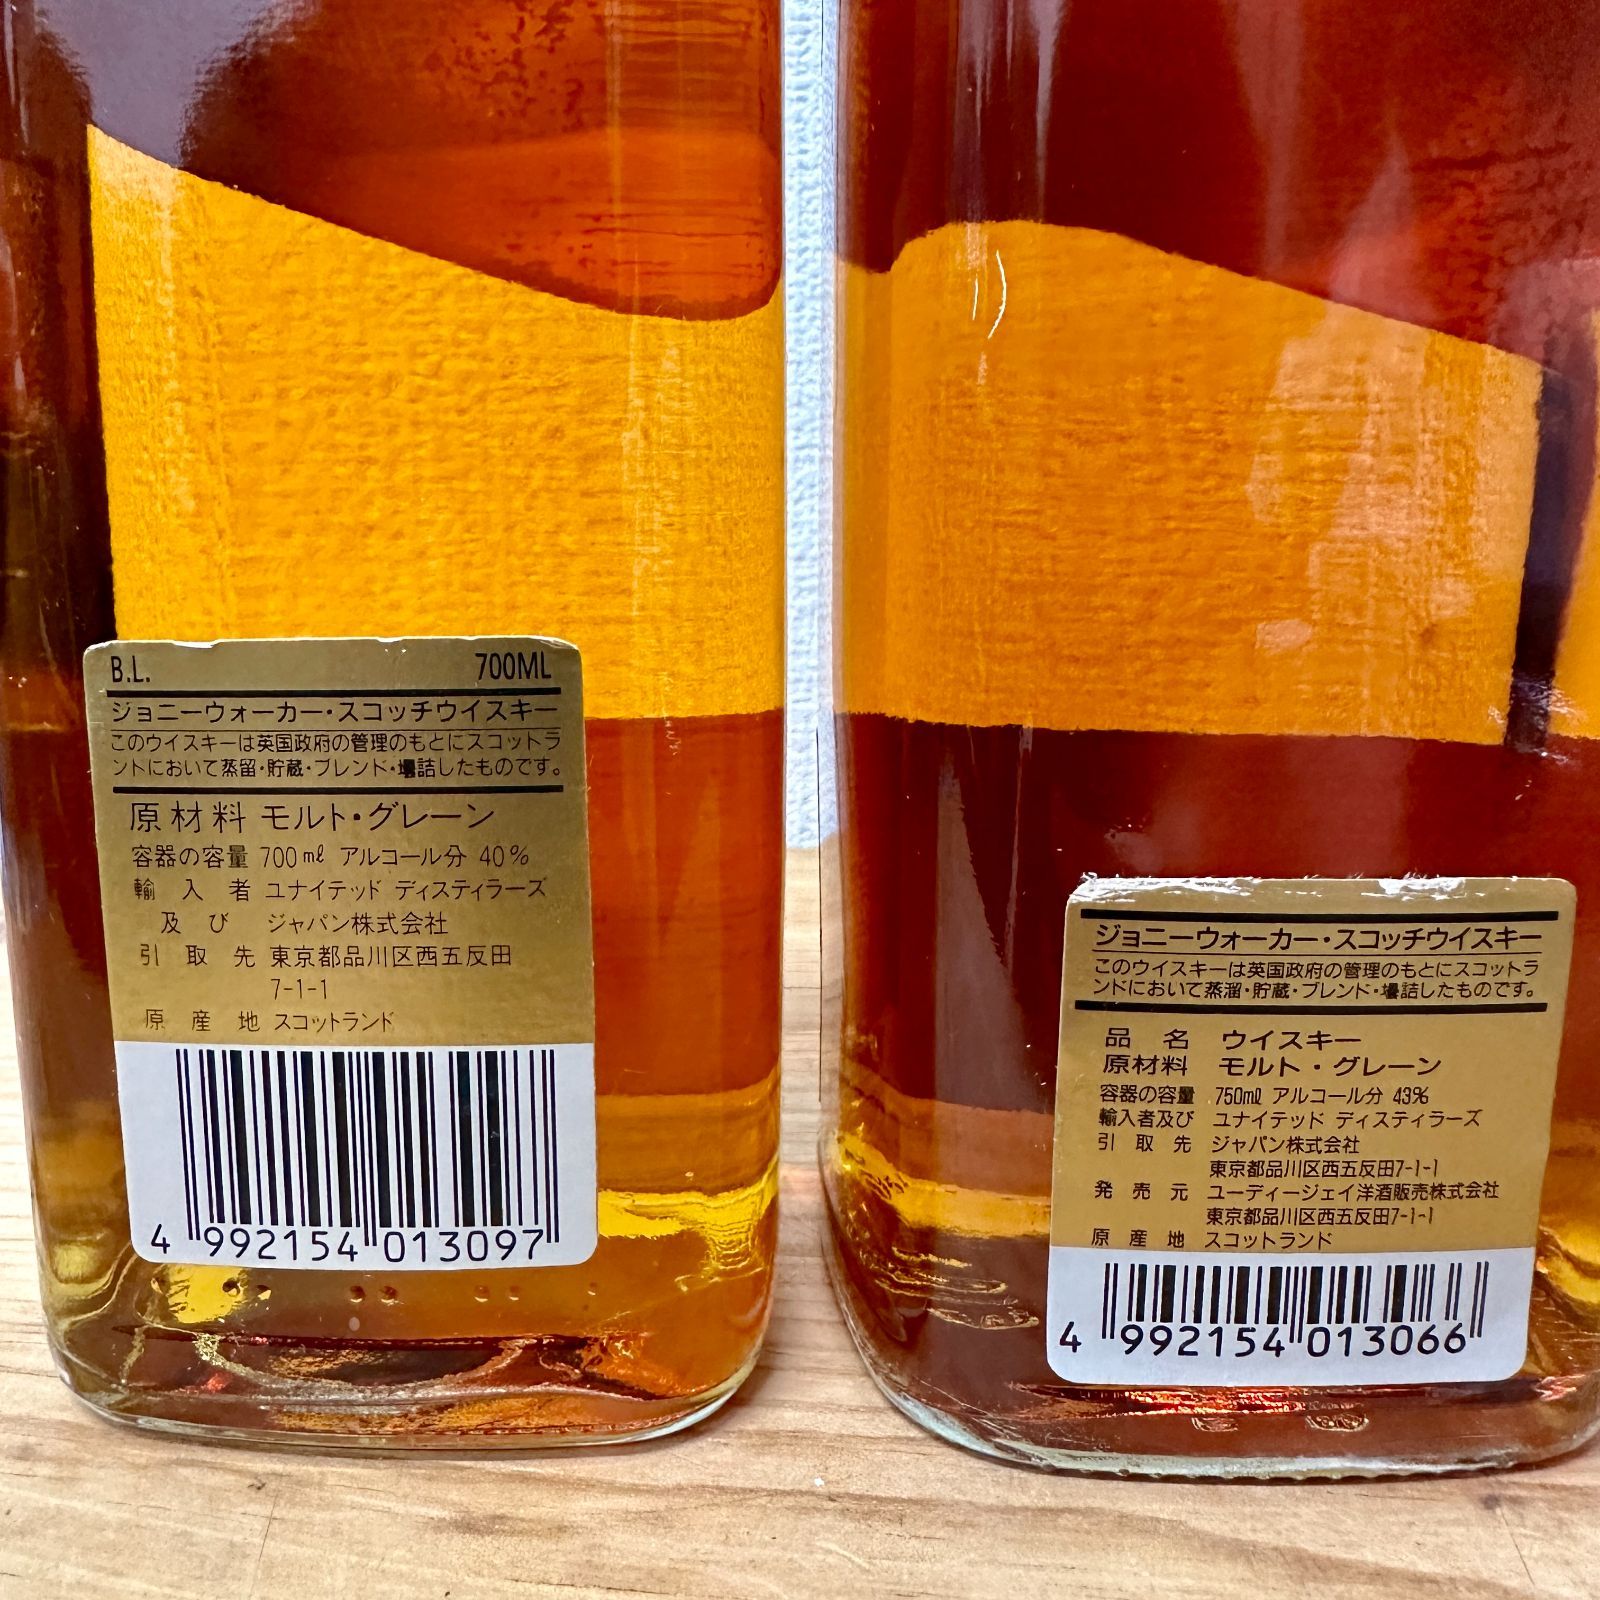 B.L. 700ML
ジョニーウォーカー・スコッチウイスキー
このウイスキーは英国政府の管理のもとにスコットラ
ンドにおいて蒸留・貯蔵・ブレンド・壜詰したものです。
原材料 モルト・グレーン
容器の容量 700ml アルコール分 40%
輸入者 ユナイテッド ディスティラーズ
及び ジャパン株式会社
引取先 東京都品川区西五反田
7-1-1
原産地 スコットランド
4 992154 013097
ジョニーウォーカー・スコッチウイスキー
このウイスキーは英国政府の管理のもとにスコットラ
ンドにおいて蒸溜・貯蔵・ブレンド・壜詰したものです。
品名 ウイスキー
原材料 モルト・グレーン
容器の容量 750ml アルコール分 43%
輸入者及び ユナイテッド ディスティラーズ
引取先 ジャパン株式会社
東京都品川区西五反田7-1-1
発売元 ユーディージェイ洋酒販売株式会社
東京都品川区西五反田7-1-1
原産地 スコットランド
4 992154 013066